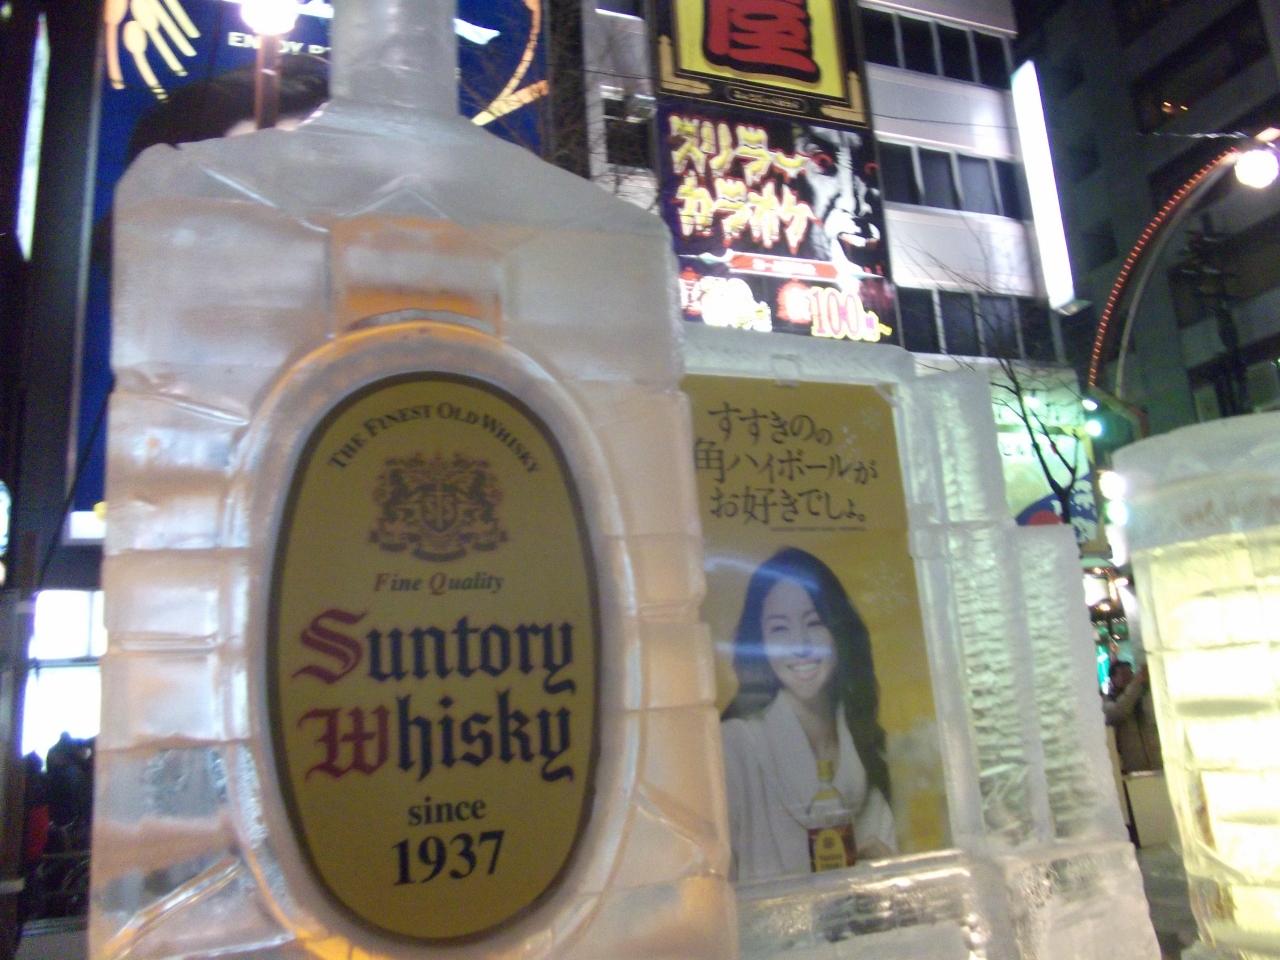 屋
スリラー
カラオケ
100
THE FINEST OLD WHISKY
Fine Quality
Suntory
Whisky
since
1937
すすきのの
角ハイボールが
お好きでしょ。